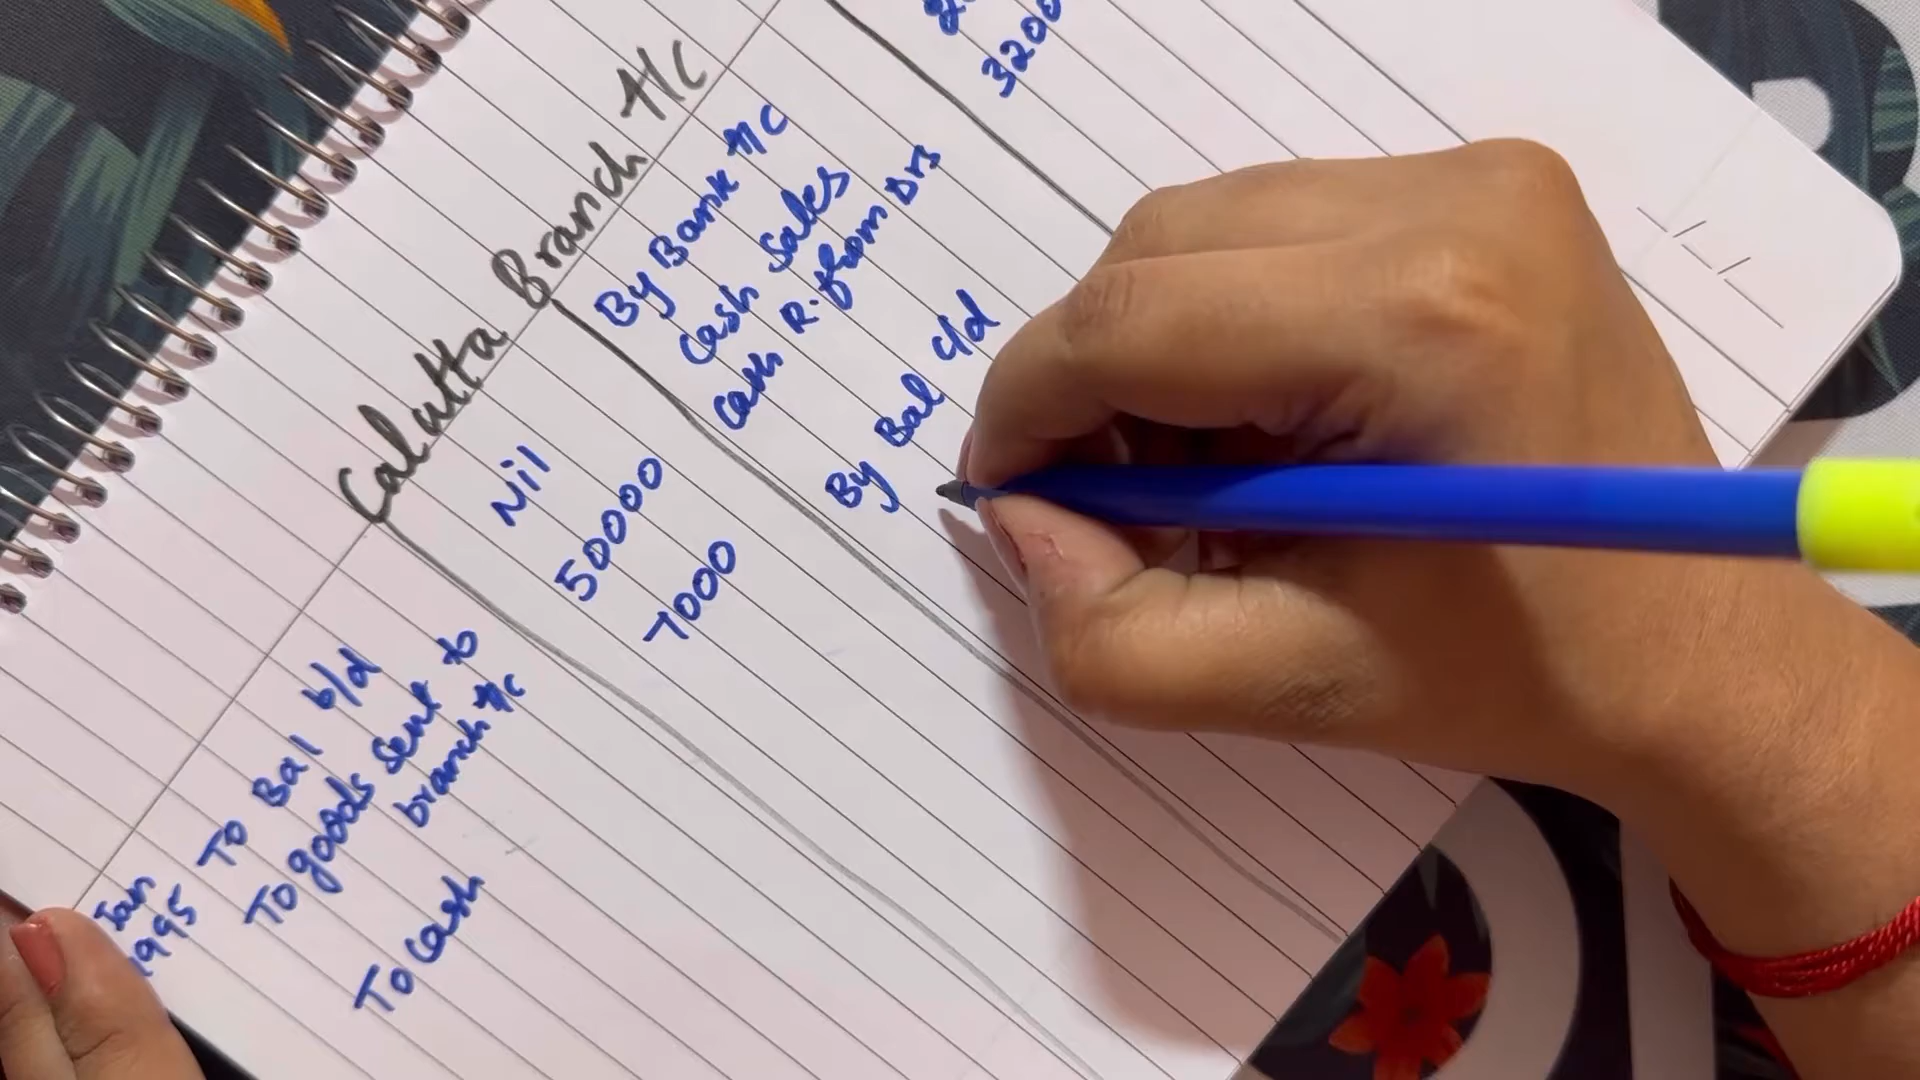 Calutta Branch A/C
Jan
1995
To Bal b/d
Nil
To goods sent to
branch A/c
50000
To cash
7000
By Bank A/C
cash sales
cash R. from Drs
3200
By Bal c/d